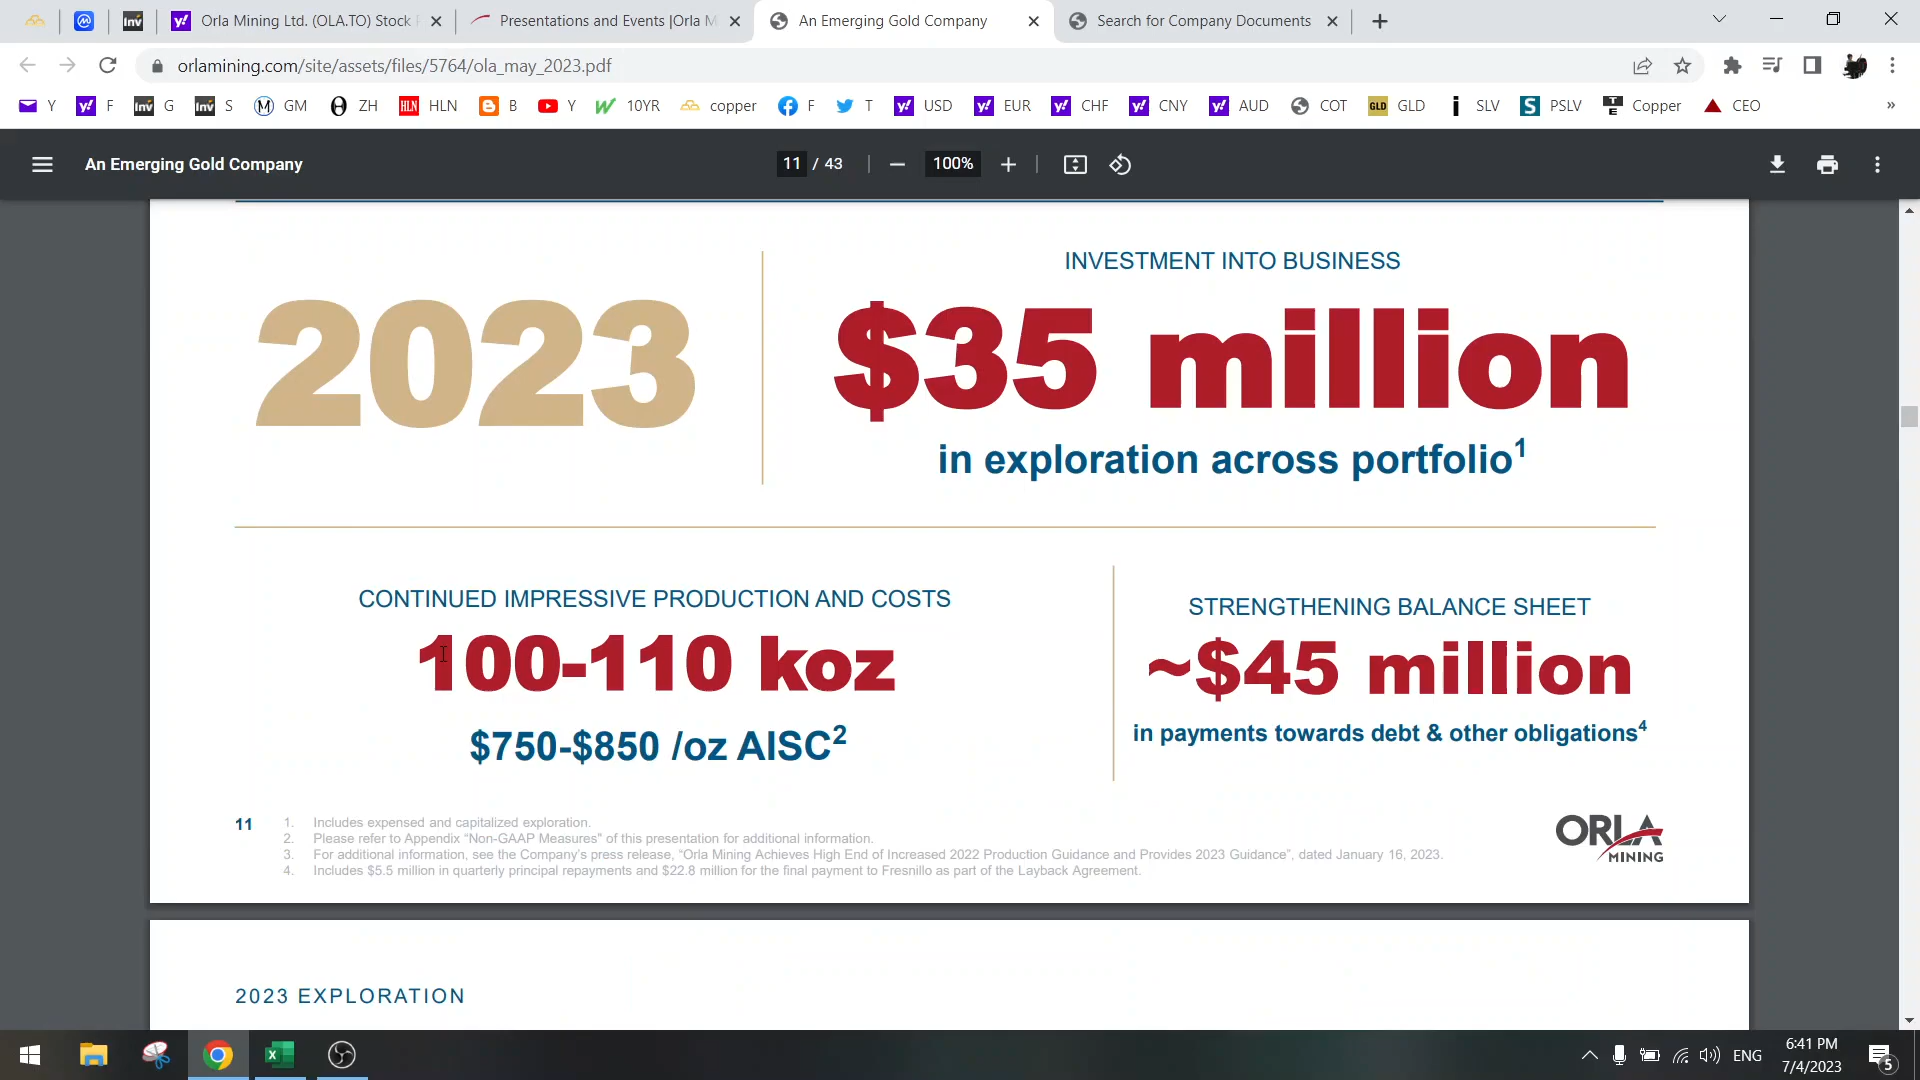 Inv
Orla Mining Ltd. (OLA.TO) Stock
Presentations and Events |Orla M
An Emerging Gold Company
Search for Company Documents
orlamining.com/site/assets/files/5764/ola_may_2023.pdf
Y
y! F
Inv G
Inv S
M GM
ZH
HLN HLN
B
Y
10YR
copper
F
T
y! USD
y! EUR
y! CHF
y! CNY
y! AUD
COT
GLD GLD
SLV
S PSLV
TE Copper
CEO
»
An Emerging Gold Company
11 / 43
100%
2023
INVESTMENT INTO BUSINESS
$35 million
in exploration across portfolio1
CONTINUED IMPRESSIVE PRODUCTION AND COSTS
100-110 koz
$750-$850 /oz AISC2
STRENGTHENING BALANCE SHEET
~$45 million
in payments towards debt & other obligations4
11
1. Includes expensed and capitalized exploration.
2. Please refer to Appendix “Non-GAAP Measures” of this presentation for additional information.
3. For additional information, see the Company’s press release, “Orla Mining Achieves High End of Increased 2022 Production Guidance and Provides 2023 Guidance”, dated January 16, 2023.
4. Includes $5.5 million in quarterly principal repayments and $22.8 million for the final payment to Fresnillo as part of the Layback Agreement.
ORLA
MINING
2023 EXPLORATION
ENG
6:41 PM
7/4/2023
5